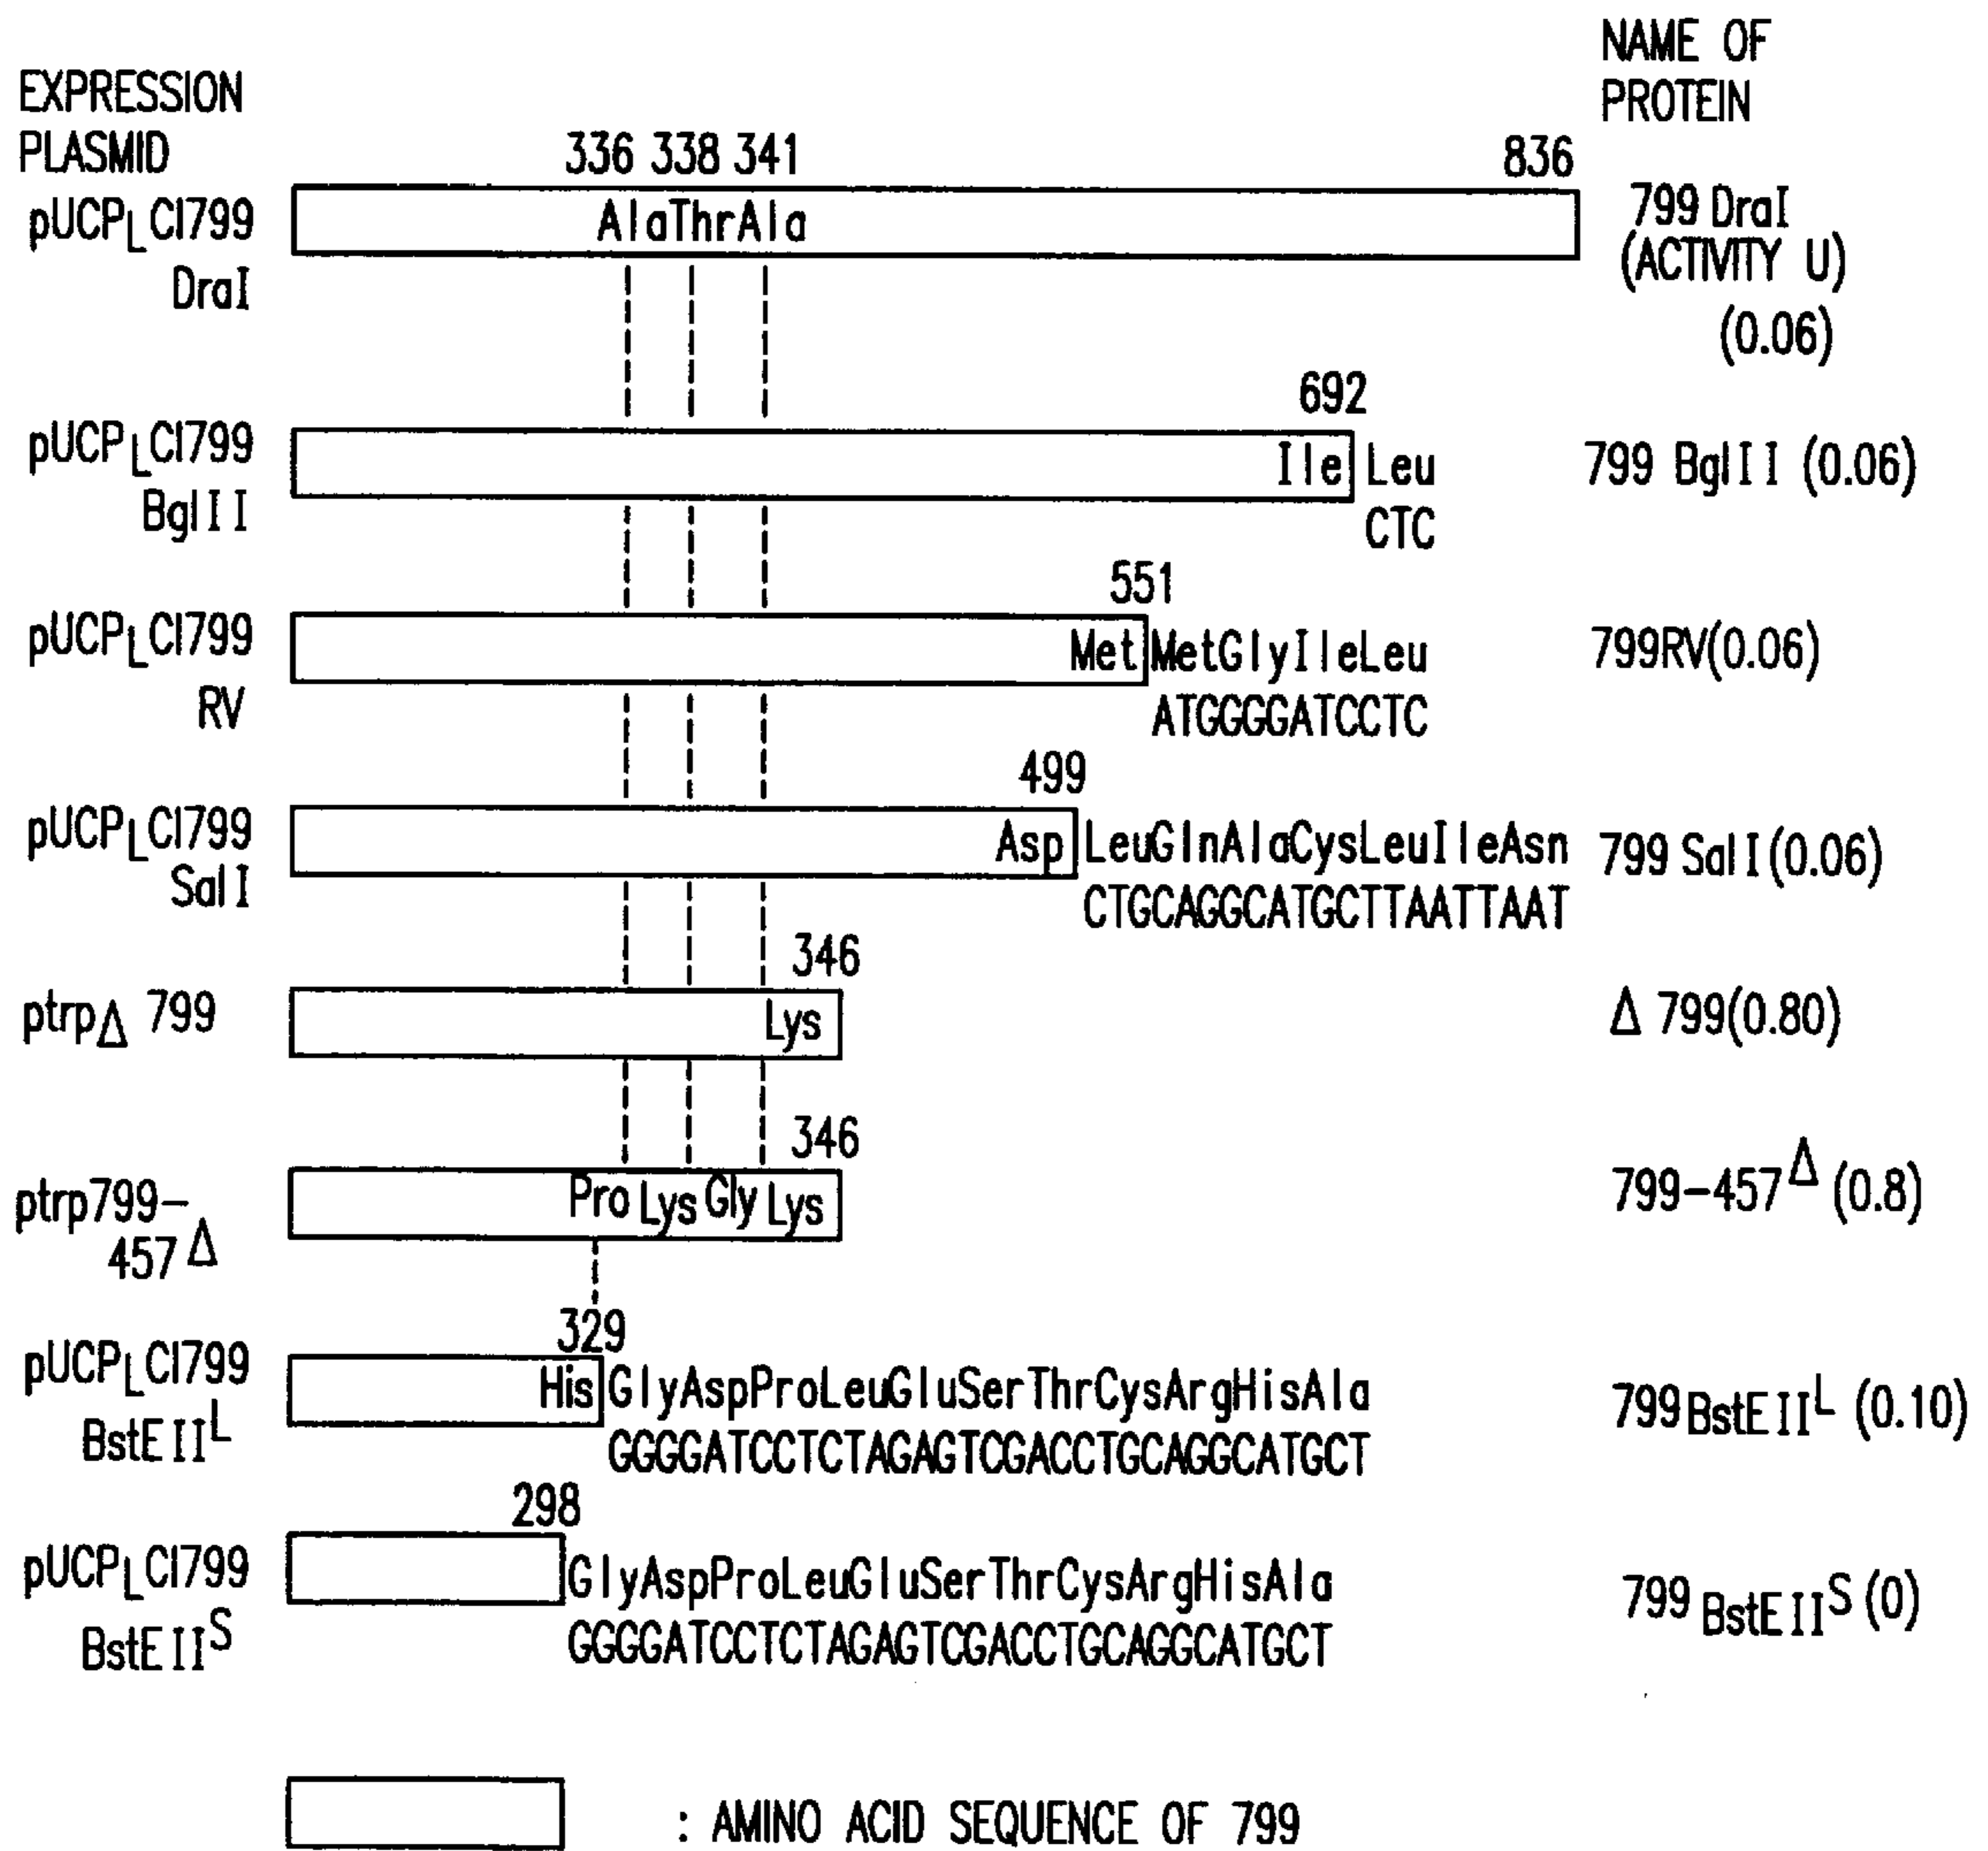 EXPRESSION
PLASMID
NAME OF
PROTEIN
336 338 341
836
pUCPLCI799
DraI
AlaThrAla
799 DraI
(ACTIVITY U)
(0.06)
692
pUCPLCI799
BglII
Ile Leu
CTC
799 BglII (0.06)
551
pUCPLCI799
RV
Met MetGlyIleLeu
ATGGGGATCCTC
799RV(0.06)
499
pUCPLCI799
SalI
Asp LeuGlnAlaCysLeuIleAsn
CTGCAGGCATGCTTAATTAAT
799 SalI(0.06)
346
ptrpΔ 799
Lys
Δ 799(0.80)
346
ptrp799-
457Δ
Pro Lys Gly Lys
799-457Δ (0.8)
329
pUCPLCI799
BstEIIL
His GlyAspProLeuGluSerThrCysArgHisAla
GGGGATCCTCTAGAGTCGACCTGCAGGCATGCT
799 BstEIIL (0.10)
298
pUCPLCI799
BstEIIS
GlyAspProLeuGluSerThrCysArgHisAla
GGGGATCCTCTAGAGTCGACCTGCAGGCATGCT
799 BstEIIS (0)
: AMINO ACID SEQUENCE OF 799